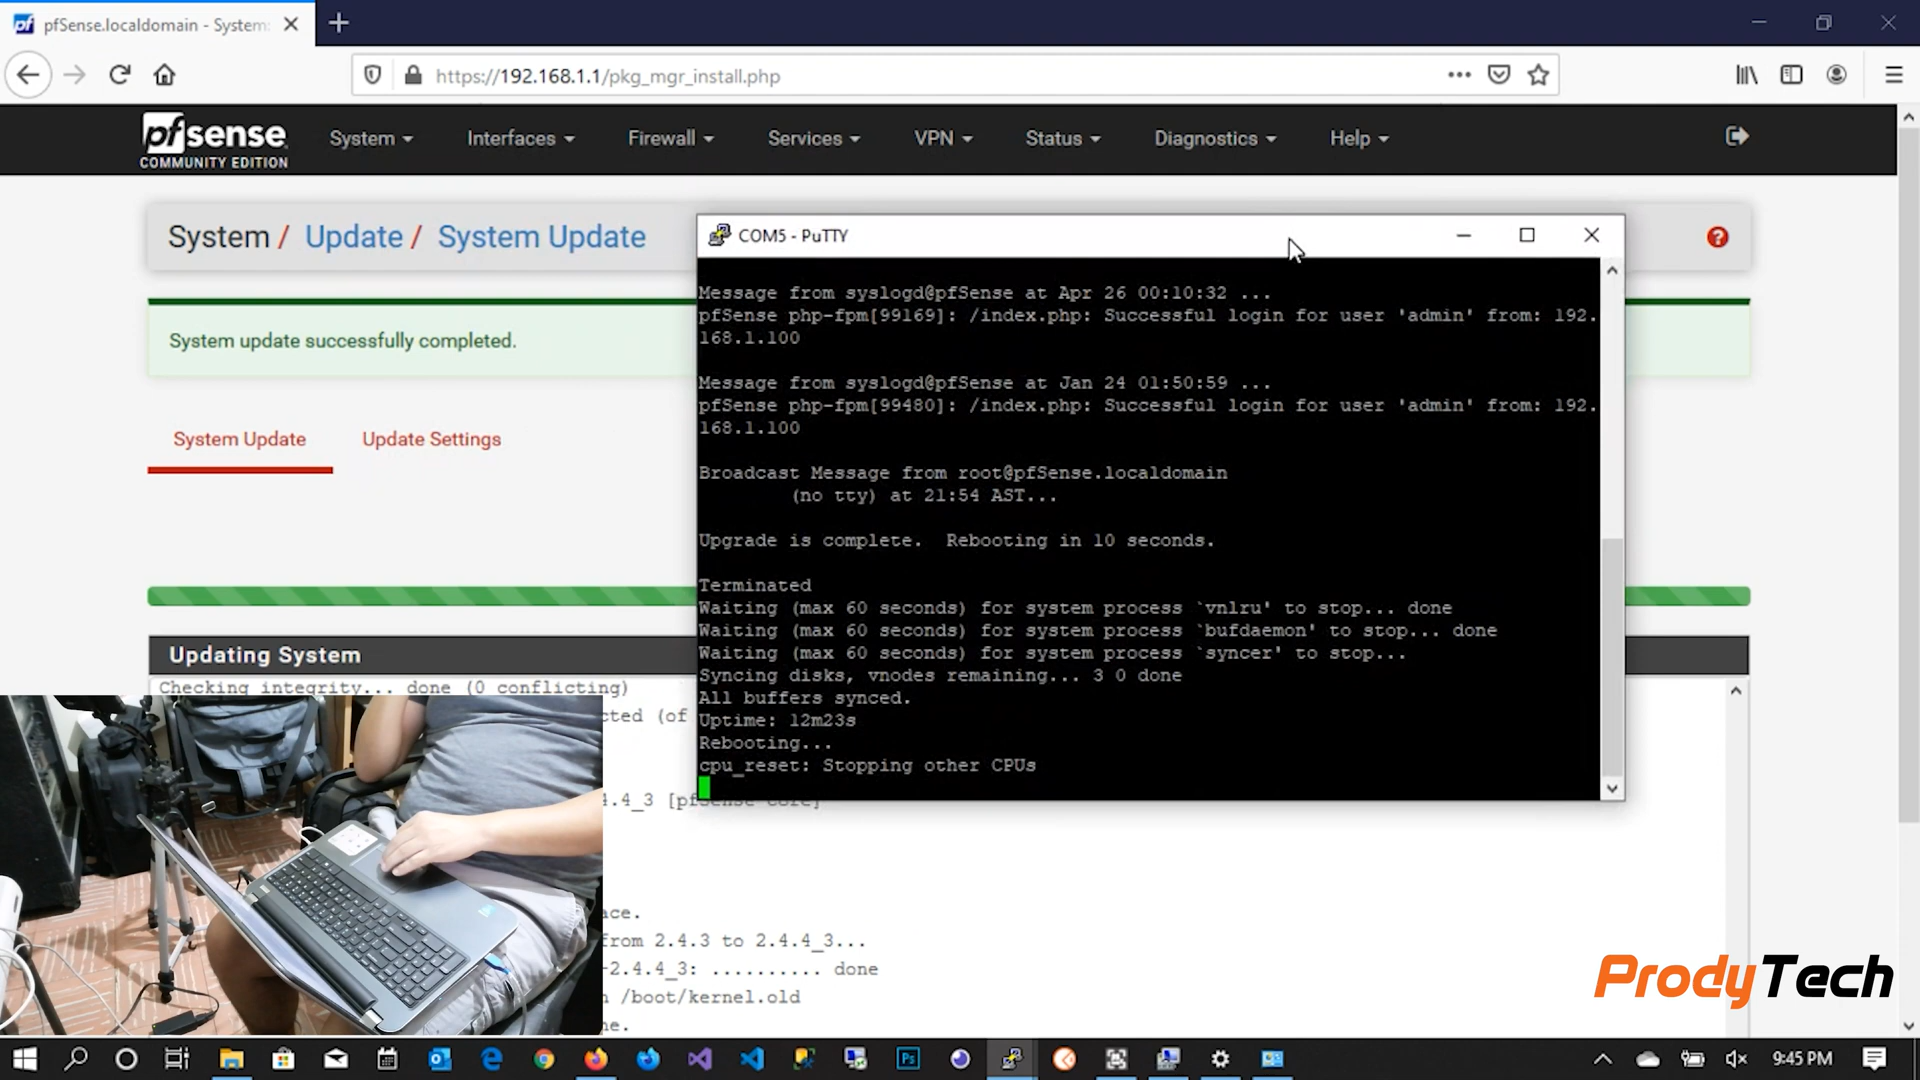 pfSense.localdomain - System:
https://192.168.1.1/pkg_mgr_install.php
pfsense
COMMUNITY EDITION
System
Interfaces
Firewall
Services
VPN
Status
Diagnostics
Help
System / Update / System Update
System update successfully completed.
System Update
Update Settings
Updating System
Checking integrity... done (0 conflicting)
cted (of
.4.4_3 [pfSense-core]
ace.
from 2.4.3 to 2.4.4_3...
-2.4.4_3: .......... done
/boot/kernel.old
ne.
COM5 - PuTTY
Message from syslogd@pfSense at Apr 26 00:10:32 ...
pfSense php-fpm[99169]: /index.php: Successful login for user 'admin' from: 192.
168.1.100
Message from syslogd@pfSense at Jan 24 01:50:59 ...
pfSense php-fpm[99480]: /index.php: Successful login for user 'admin' from: 192.
168.1.100
Broadcast Message from root@pfSense.localdomain
(no tty) at 21:54 AST...
Upgrade is complete.  Rebooting in 10 seconds.
Terminated
Waiting (max 60 seconds) for system process `vnlru' to stop... done
Waiting (max 60 seconds) for system process `bufdaemon' to stop... done
Waiting (max 60 seconds) for system process `syncer' to stop...
Syncing disks, vnodes remaining... 3 0 done
All buffers synced.
Uptime: 12m23s
Rebooting...
cpu_reset: Stopping other CPUs
ProdyTech
Ps
9:45 PM